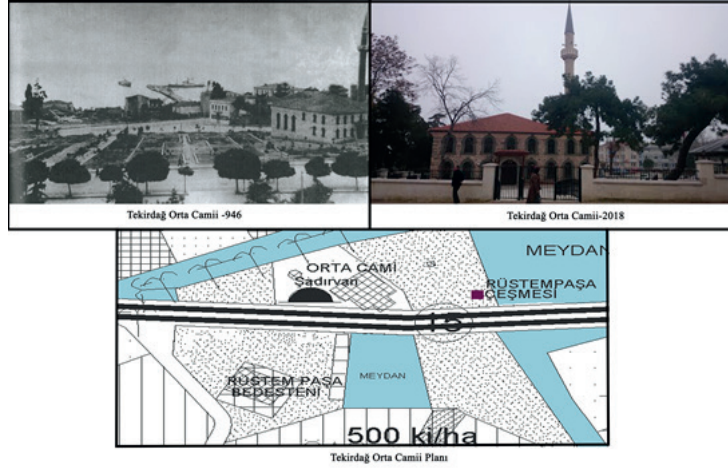 Tekirdağ Orta Camii -946
Tekirdağ Orta Camii-2018
MEYDAN
ORTA CAMİ
Şadırvan
RÜSTEMPAŞA
ÇEŞMESİ
15
RÜSTEM PAŞA
BEDESTENİ
MEYDAN
500 ki/ha
Tekirdağ Orta Camii Planı